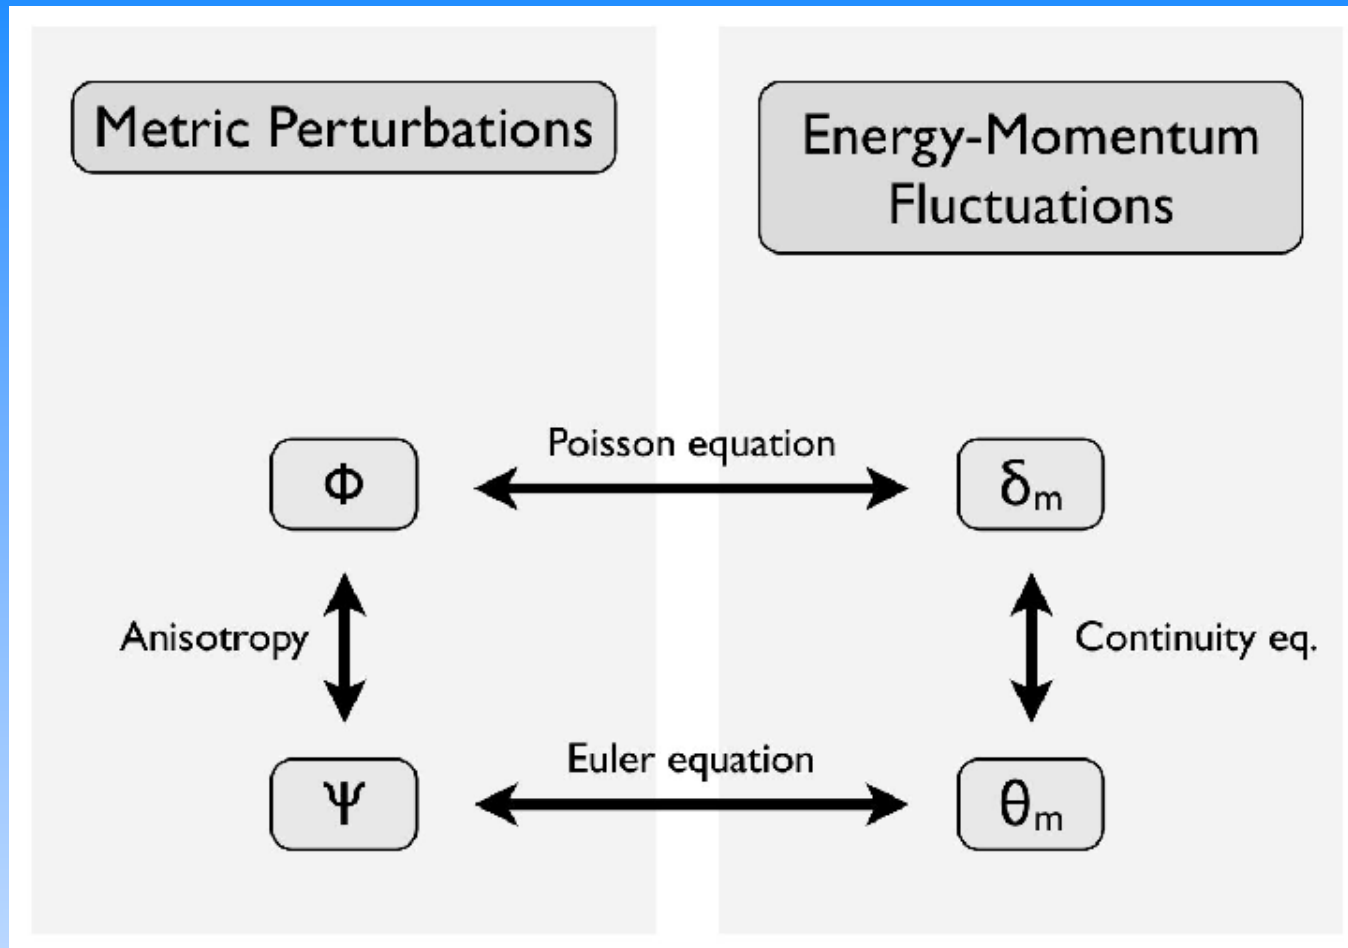 Metric Perturbations
Energy-Momentum
Fluctuations
Poisson equation
Φ
δm
Anisotropy
Continuity eq.
Euler equation
Ψ
θm